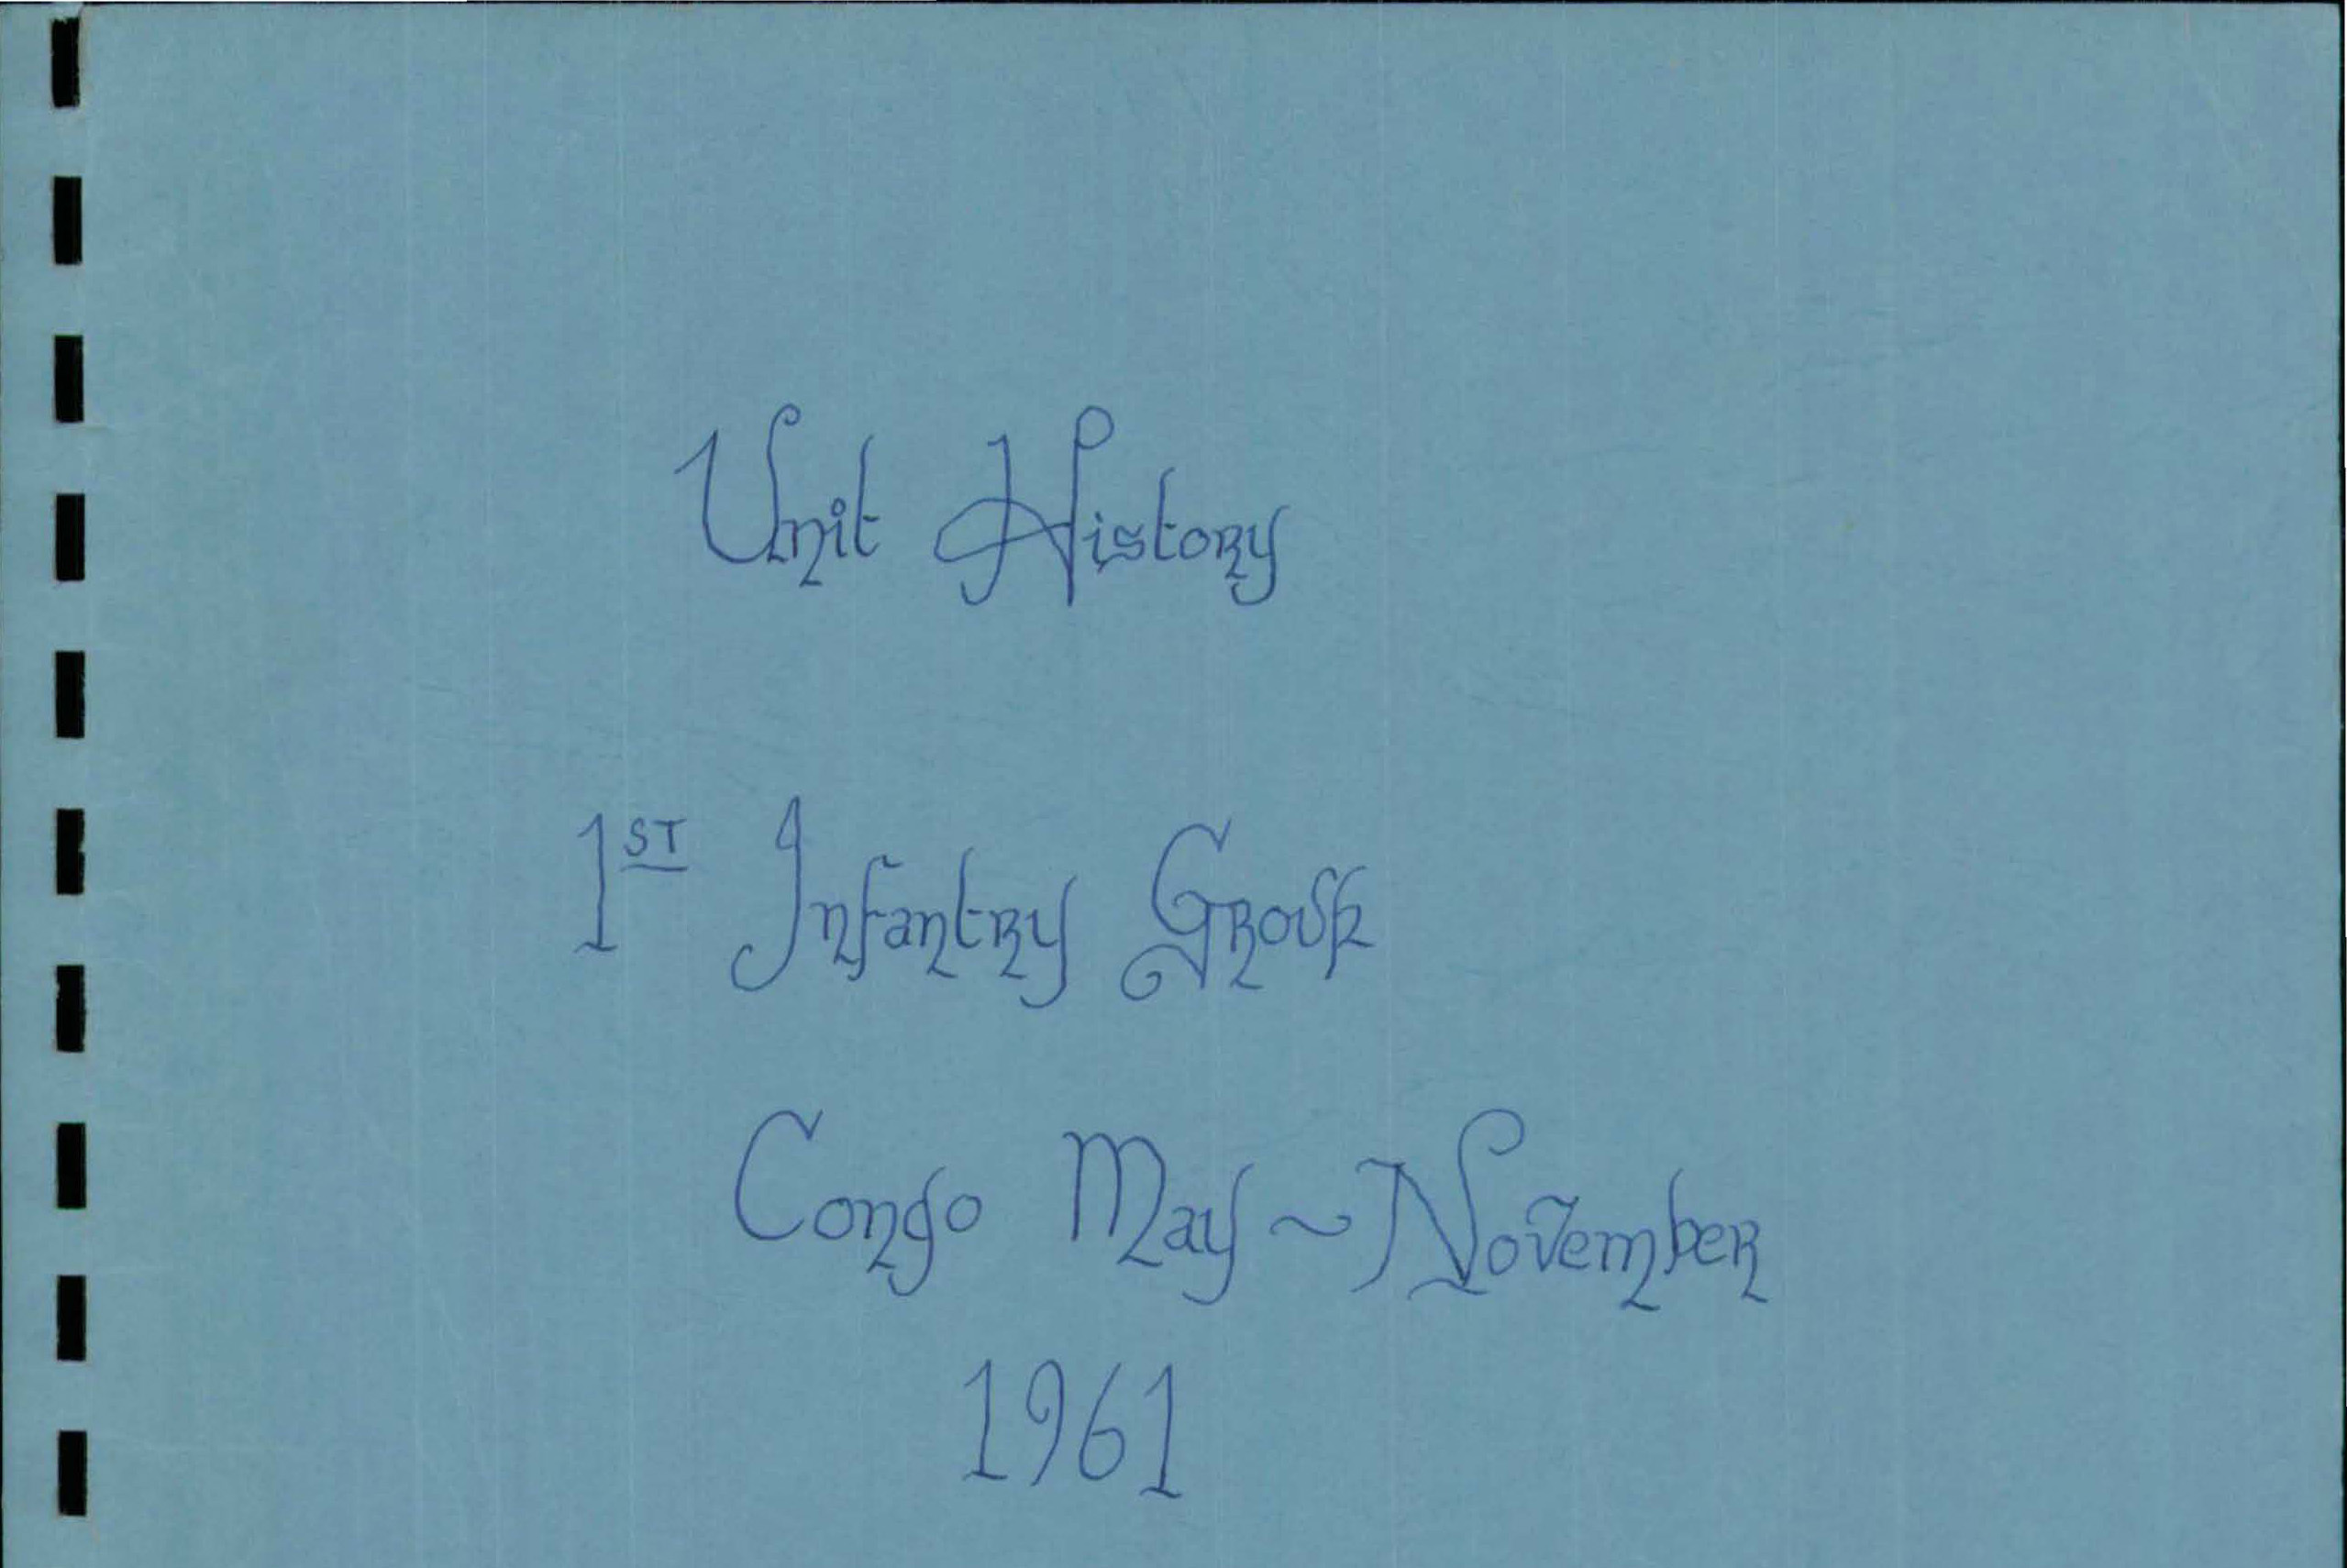 Unit History
1ST Infantry Group
Congo May ~ November
1961